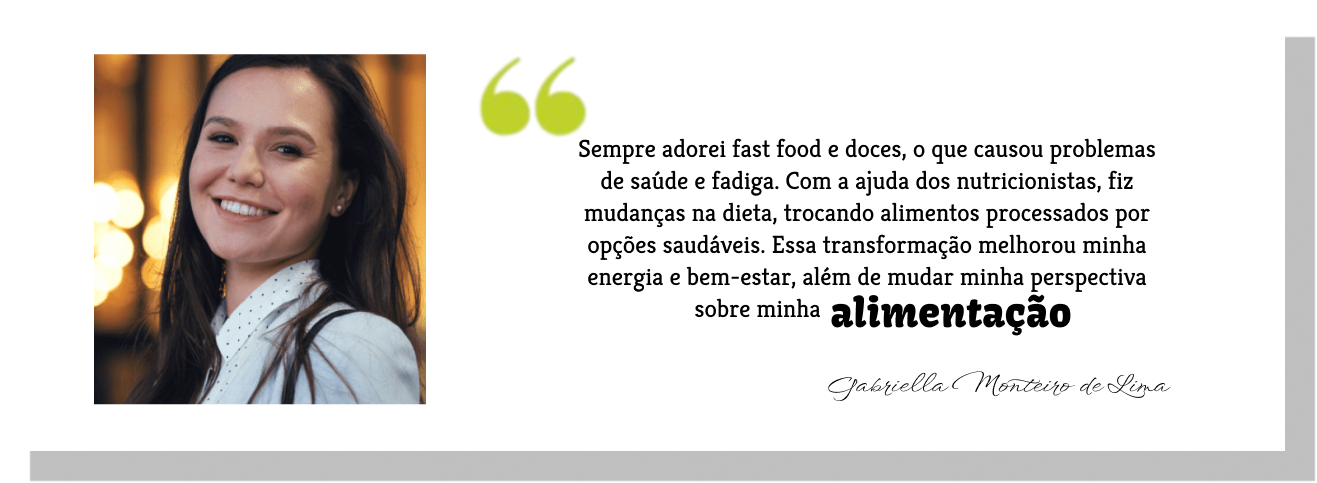 Sempre adorei fast food e doces, o que causou problemas
de saúde e fadiga. Com a ajuda dos nutricionistas, fiz
mudanças na dieta, trocando alimentos processados por
opções saudáveis. Essa transformação melhorou minha
energia e bem-estar, além de mudar minha perspectiva
sobre minha alimentação
Gabriella Monteiro de Lima